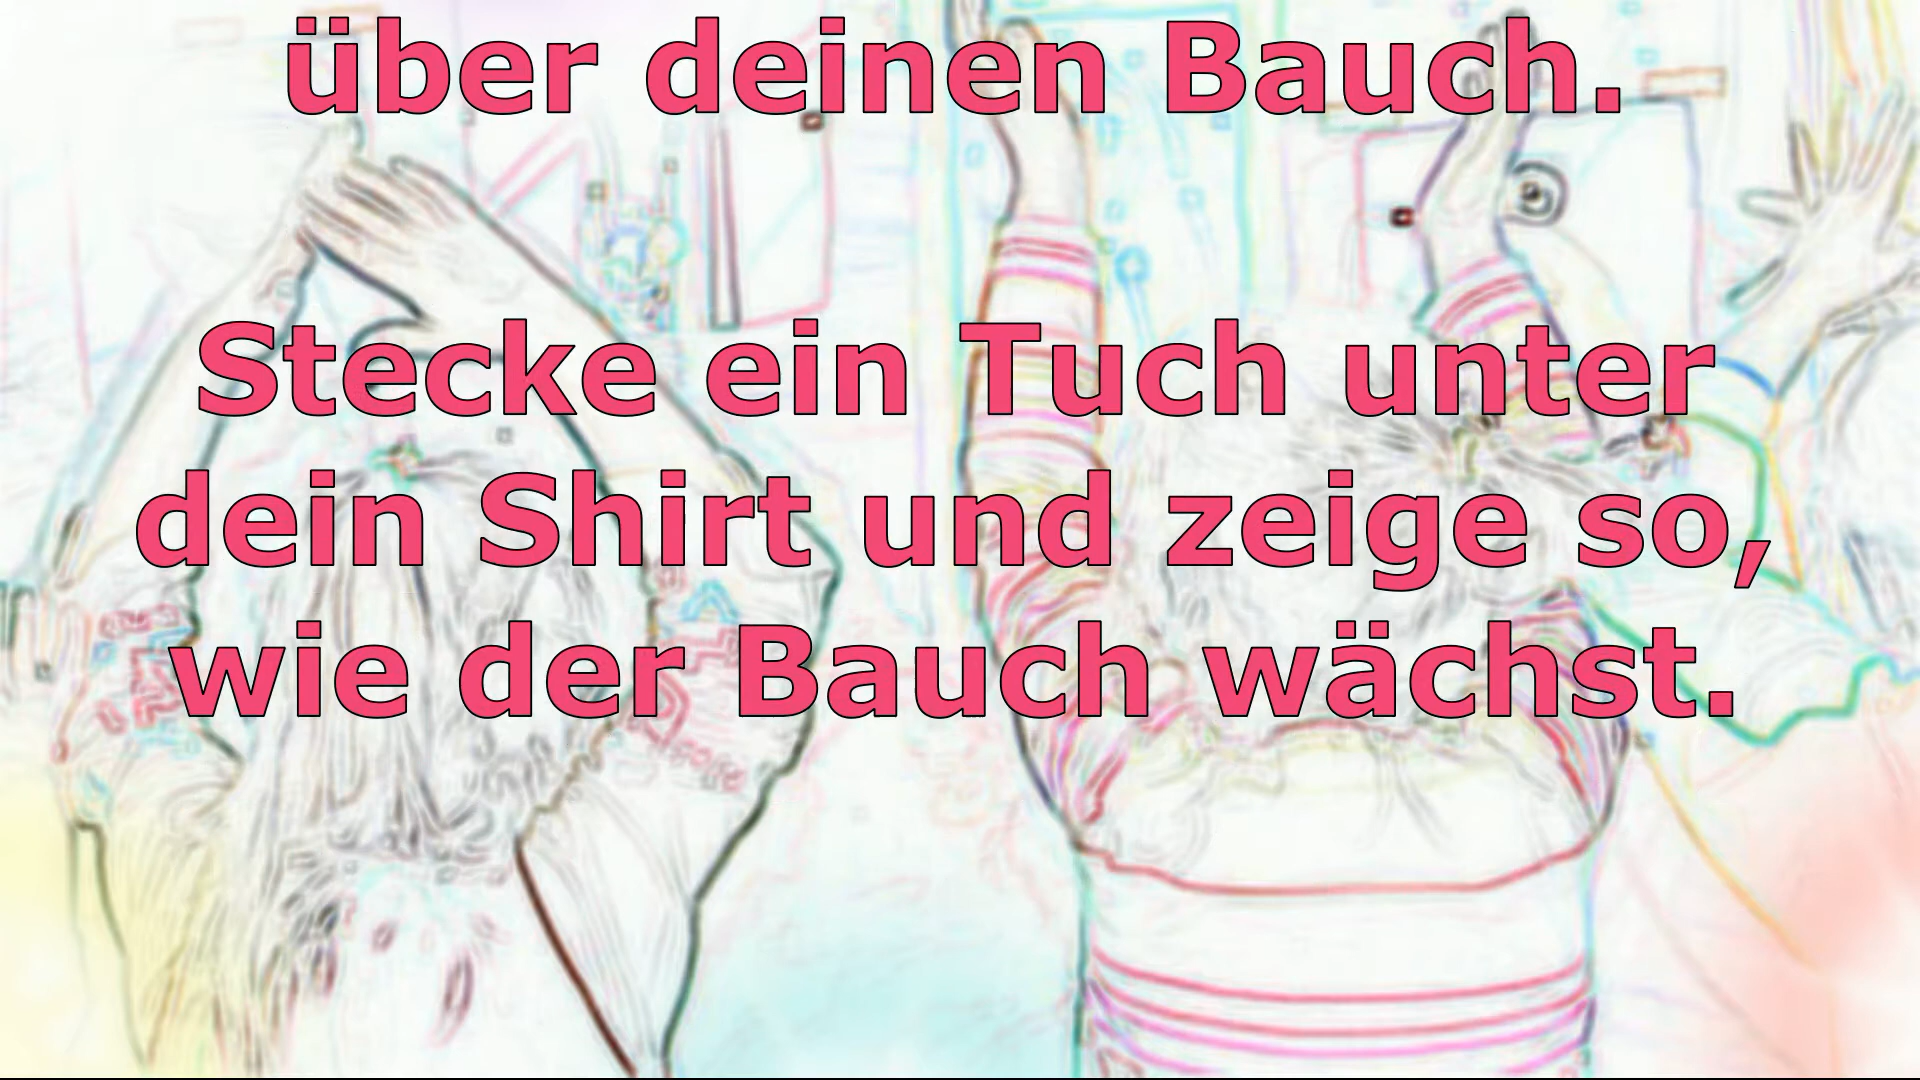 über deinen Bauch.
Stecke ein Tuch unter
dein Shirt und zeige so,
wie der Bauch wächst.